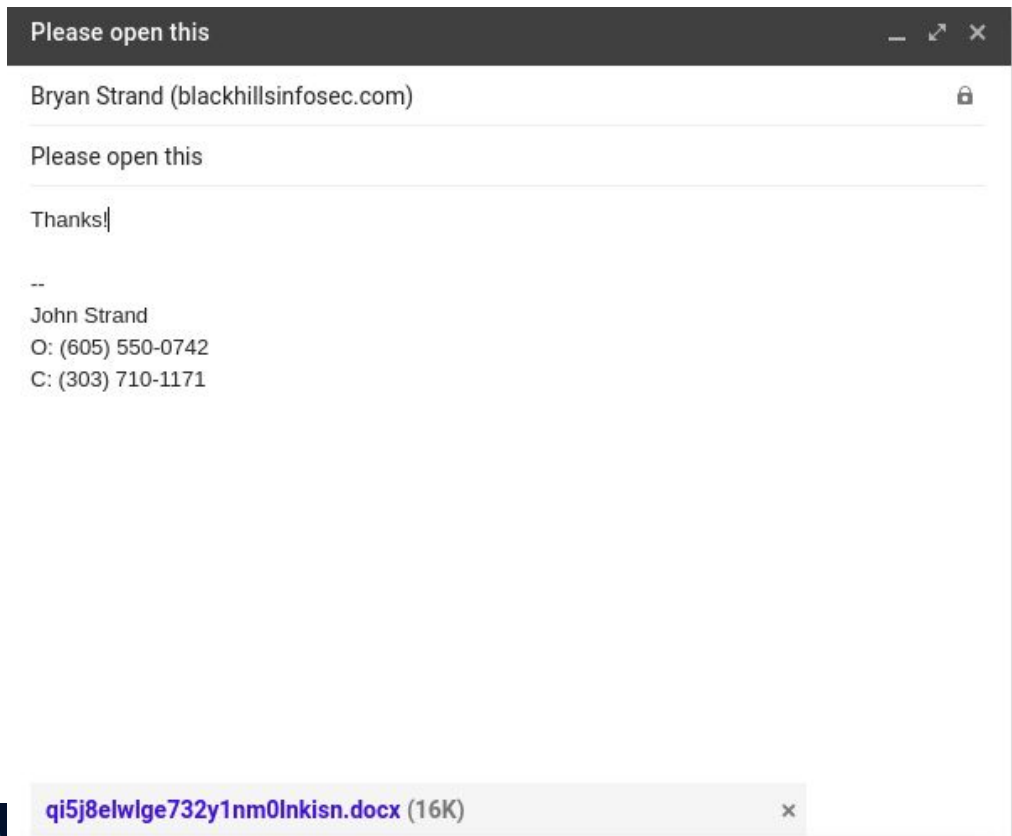 Please open this
Bryan Strand (blackhillsinfosec.com)
Please open this
Thanks!
--
John Strand
O: (605) 550-0742
C: (303) 710-1171
qi5j8elwlge732y1nm0lnkisn.docx (16K)